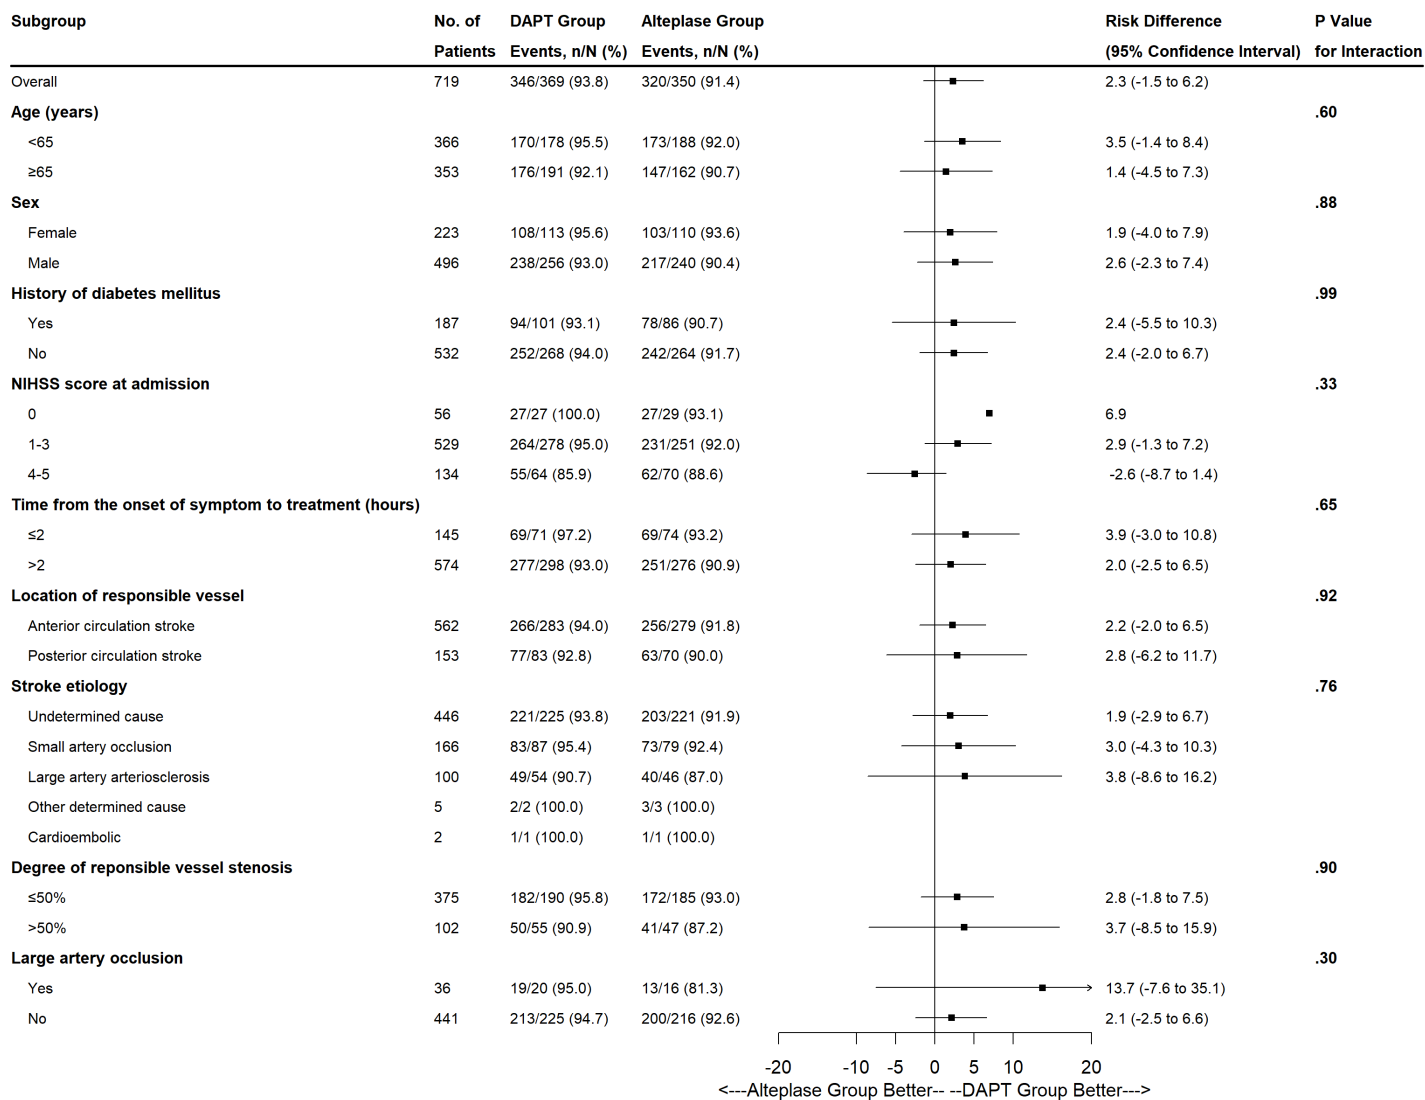 Subgroup No. of DAPT Group Alteplase Group Risk Difference P Value
Patients Events, n/N (%) Events, n/N (%) (95% Confidence Interval) for Interaction
Overall 719 346/369 (93.8) 320/350 (91.4) 2.3 (-1.5 to 6.2)
Age (years) .60
<65 366 170/178 (95.5) 173/188 (92.0) 3.5 (-1.4 to 8.4)
≥65 353 176/191 (92.1) 147/162 (90.7) 1.4 (-4.5 to 7.3)
Sex .88
Female 223 108/113 (95.6) 103/110 (93.6) 1.9 (-4.0 to 7.9)
Male 496 238/256 (93.0) 217/240 (90.4) 2.6 (-2.3 to 7.4)
History of diabetes mellitus .99
Yes 187 94/101 (93.1) 78/86 (90.7) 2.4 (-5.5 to 10.3)
No 532 252/268 (94.0) 242/264 (91.7) 2.4 (-2.0 to 6.7)
NIHSS score at admission .33
0 56 27/27 (100.0) 27/29 (93.1) 6.9
1-3 529 264/278 (95.0) 231/251 (92.0) 2.9 (-1.3 to 7.2)
4-5 134 55/64 (85.9) 62/70 (88.6) -2.6 (-8.7 to 1.4)
Time from the onset of symptom to treatment (hours) .65
≤2 145 69/71 (97.2) 69/74 (93.2) 3.9 (-3.0 to 10.8)
>2 574 277/298 (93.0) 251/276 (90.9) 2.0 (-2.5 to 6.5)
Location of responsible vessel .92
Anterior circulation stroke 562 266/283 (94.0) 256/279 (91.8) 2.2 (-2.0 to 6.5)
Posterior circulation stroke 153 77/83 (92.8) 63/70 (90.0) 2.8 (-6.2 to 11.7)
Stroke etiology .76
Undetermined cause 446 221/225 (93.8) 203/221 (91.9) 1.9 (-2.9 to 6.7)
Small artery occlusion 166 83/87 (95.4) 73/79 (92.4) 3.0 (-4.3 to 10.3)
Large artery arteriosclerosis 100 49/54 (90.7) 40/46 (87.0) 3.8 (-8.6 to 16.2)
Other determined cause 5 2/2 (100.0) 3/3 (100.0)
Cardioembolic 2 1/1 (100.0) 1/1 (100.0)
Degree of reponsible vessel stenosis .90
≤50% 375 182/190 (95.8) 172/185 (93.0) 2.8 (-1.8 to 7.5)
>50% 102 50/55 (90.9) 41/47 (87.2) 3.7 (-8.5 to 15.9)
Large artery occlusion .30
Yes 36 19/20 (95.0) 13/16 (81.3) 13.7 (-7.6 to 35.1)
No 441 213/225 (94.7) 200/216 (92.6) 2.1 (-2.5 to 6.6)
-20 -10 -5 0 5 10 20
<---Alteplase Group Better-- --DAPT Group Better--->